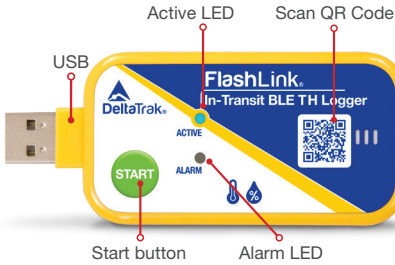 Active LED
Scan QR Code
USB
FlashLink®
In-Transit BLE TH Logger
DeltaTrak®
ACTIVE
START
ALARM
%
Start button
Alarm LED